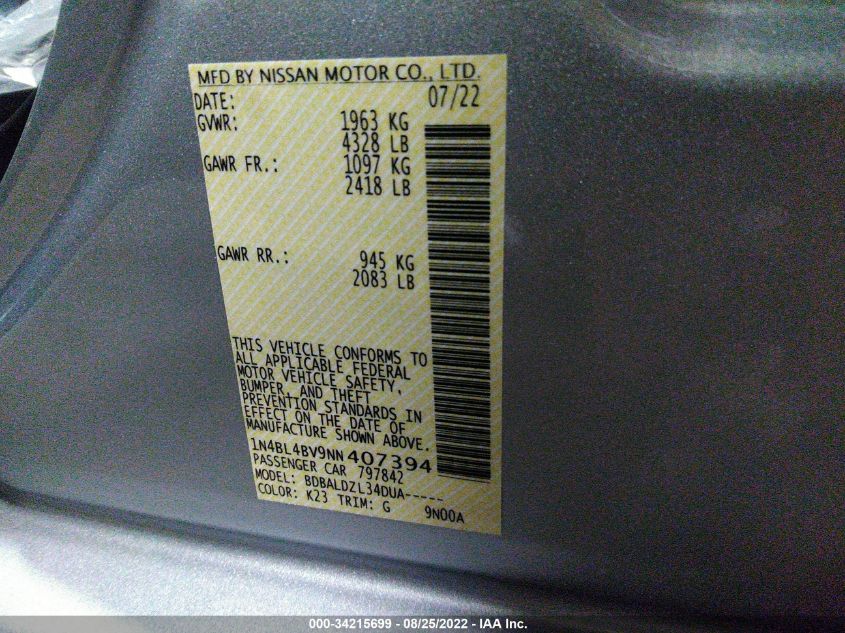 MFD BY NISSAN MOTOR CO., LTD.
DATE: 07/22
GVWR: 1963 KG
4328 LB
GAWR FR.: 1097 KG
2418 LB
GAWR RR.: 945 KG
2083 LB
THIS VEHICLE CONFORMS TO
ALL APPLICABLE FEDERAL
MOTOR VEHICLE SAFETY,
BUMPER, AND THEFT
PREVENTION STANDARDS IN
EFFECT ON THE DATE OF
MANUFACTURE SHOWN ABOVE.
1N4BL4BV9NN407394
PASSENGER CAR 797842
MODEL: BDBALDZL34DUA-----
COLOR: K23 TRIM: G 9N00A
000-34215699 - 08/25/2022 - IAA Inc.